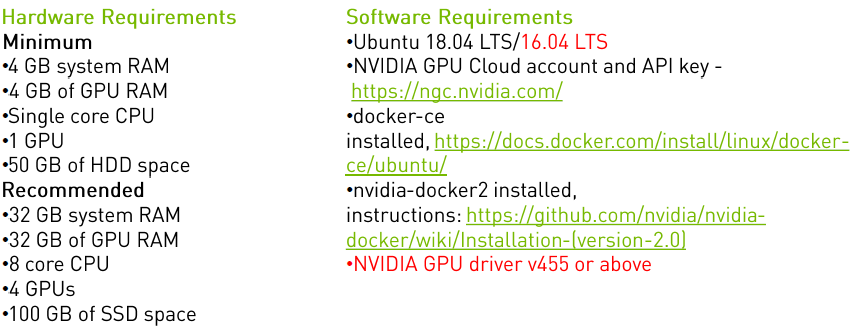 Hardware Requirements
Minimum
•4 GB system RAM
•4 GB of GPU RAM
•Single core CPU
•1 GPU
•50 GB of HDD space
Recommended
•32 GB system RAM
•32 GB of GPU RAM
•8 core CPU
•4 GPUs
•100 GB of SSD space
Software Requirements
•Ubuntu 18.04 LTS/16.04 LTS
•NVIDIA GPU Cloud account and API key -
https://ngc.nvidia.com/
•docker-ce
installed, https://docs.docker.com/install/linux/docker-
ce/ubuntu/
•nvidia-docker2 installed,
instructions: https://github.com/nvidia/nvidia-
docker/wiki/Installation-(version-2.0)
•NVIDIA GPU driver v455 or above